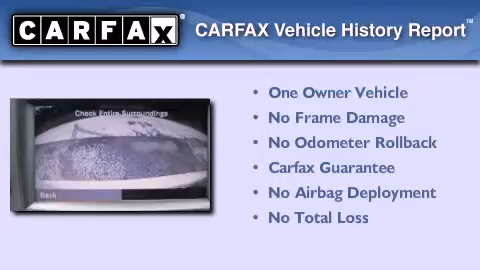 CARFAX® CARFAX Vehicle History Report™
Check Entire Surroundings
Back
• One Owner Vehicle
• No Frame Damage
• No Odometer Rollback
• Carfax Guarantee
• No Airbag Deployment
• No Total Loss